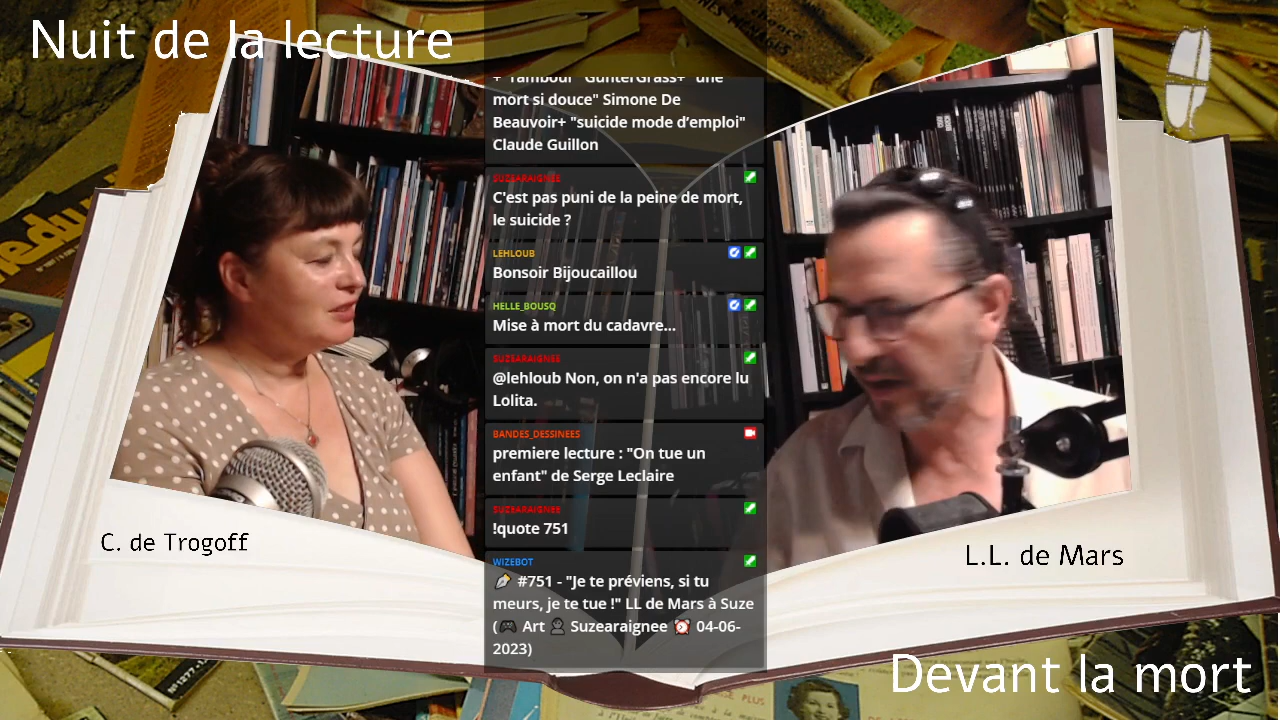 Nuit de la lecture
+ "Tambour" GunterGrass+ "une
mort si douce" Simone De
Beauvoir+ "suicide mode d'emploi"
Claude Guillon
SUZEARAIGNEE
C'est pas puni de la peine de mort,
le suicide ?
LEHLOUB
Bonsoir Bijoucaillou
HELLE_BOUSQ
Mise à mort du cadavre...
SUZEARAIGNEE
@lehloub Non, on n'a pas encore lu
Lolita.
BANDES_DESSINEES
premiere lecture : "On tue un
enfant" de Serge Leclaire
SUZEARAIGNEE
!quote 751
WIZEBOT
#751 - "Je te préviens, si tu
meurs, je te tue !" LL de Mars à Suze
(🎮 Art 👤 Suzearaignee ⏰ 04-06-
2023)
C. de Trogoff
L.L. de Mars
Devant la mort